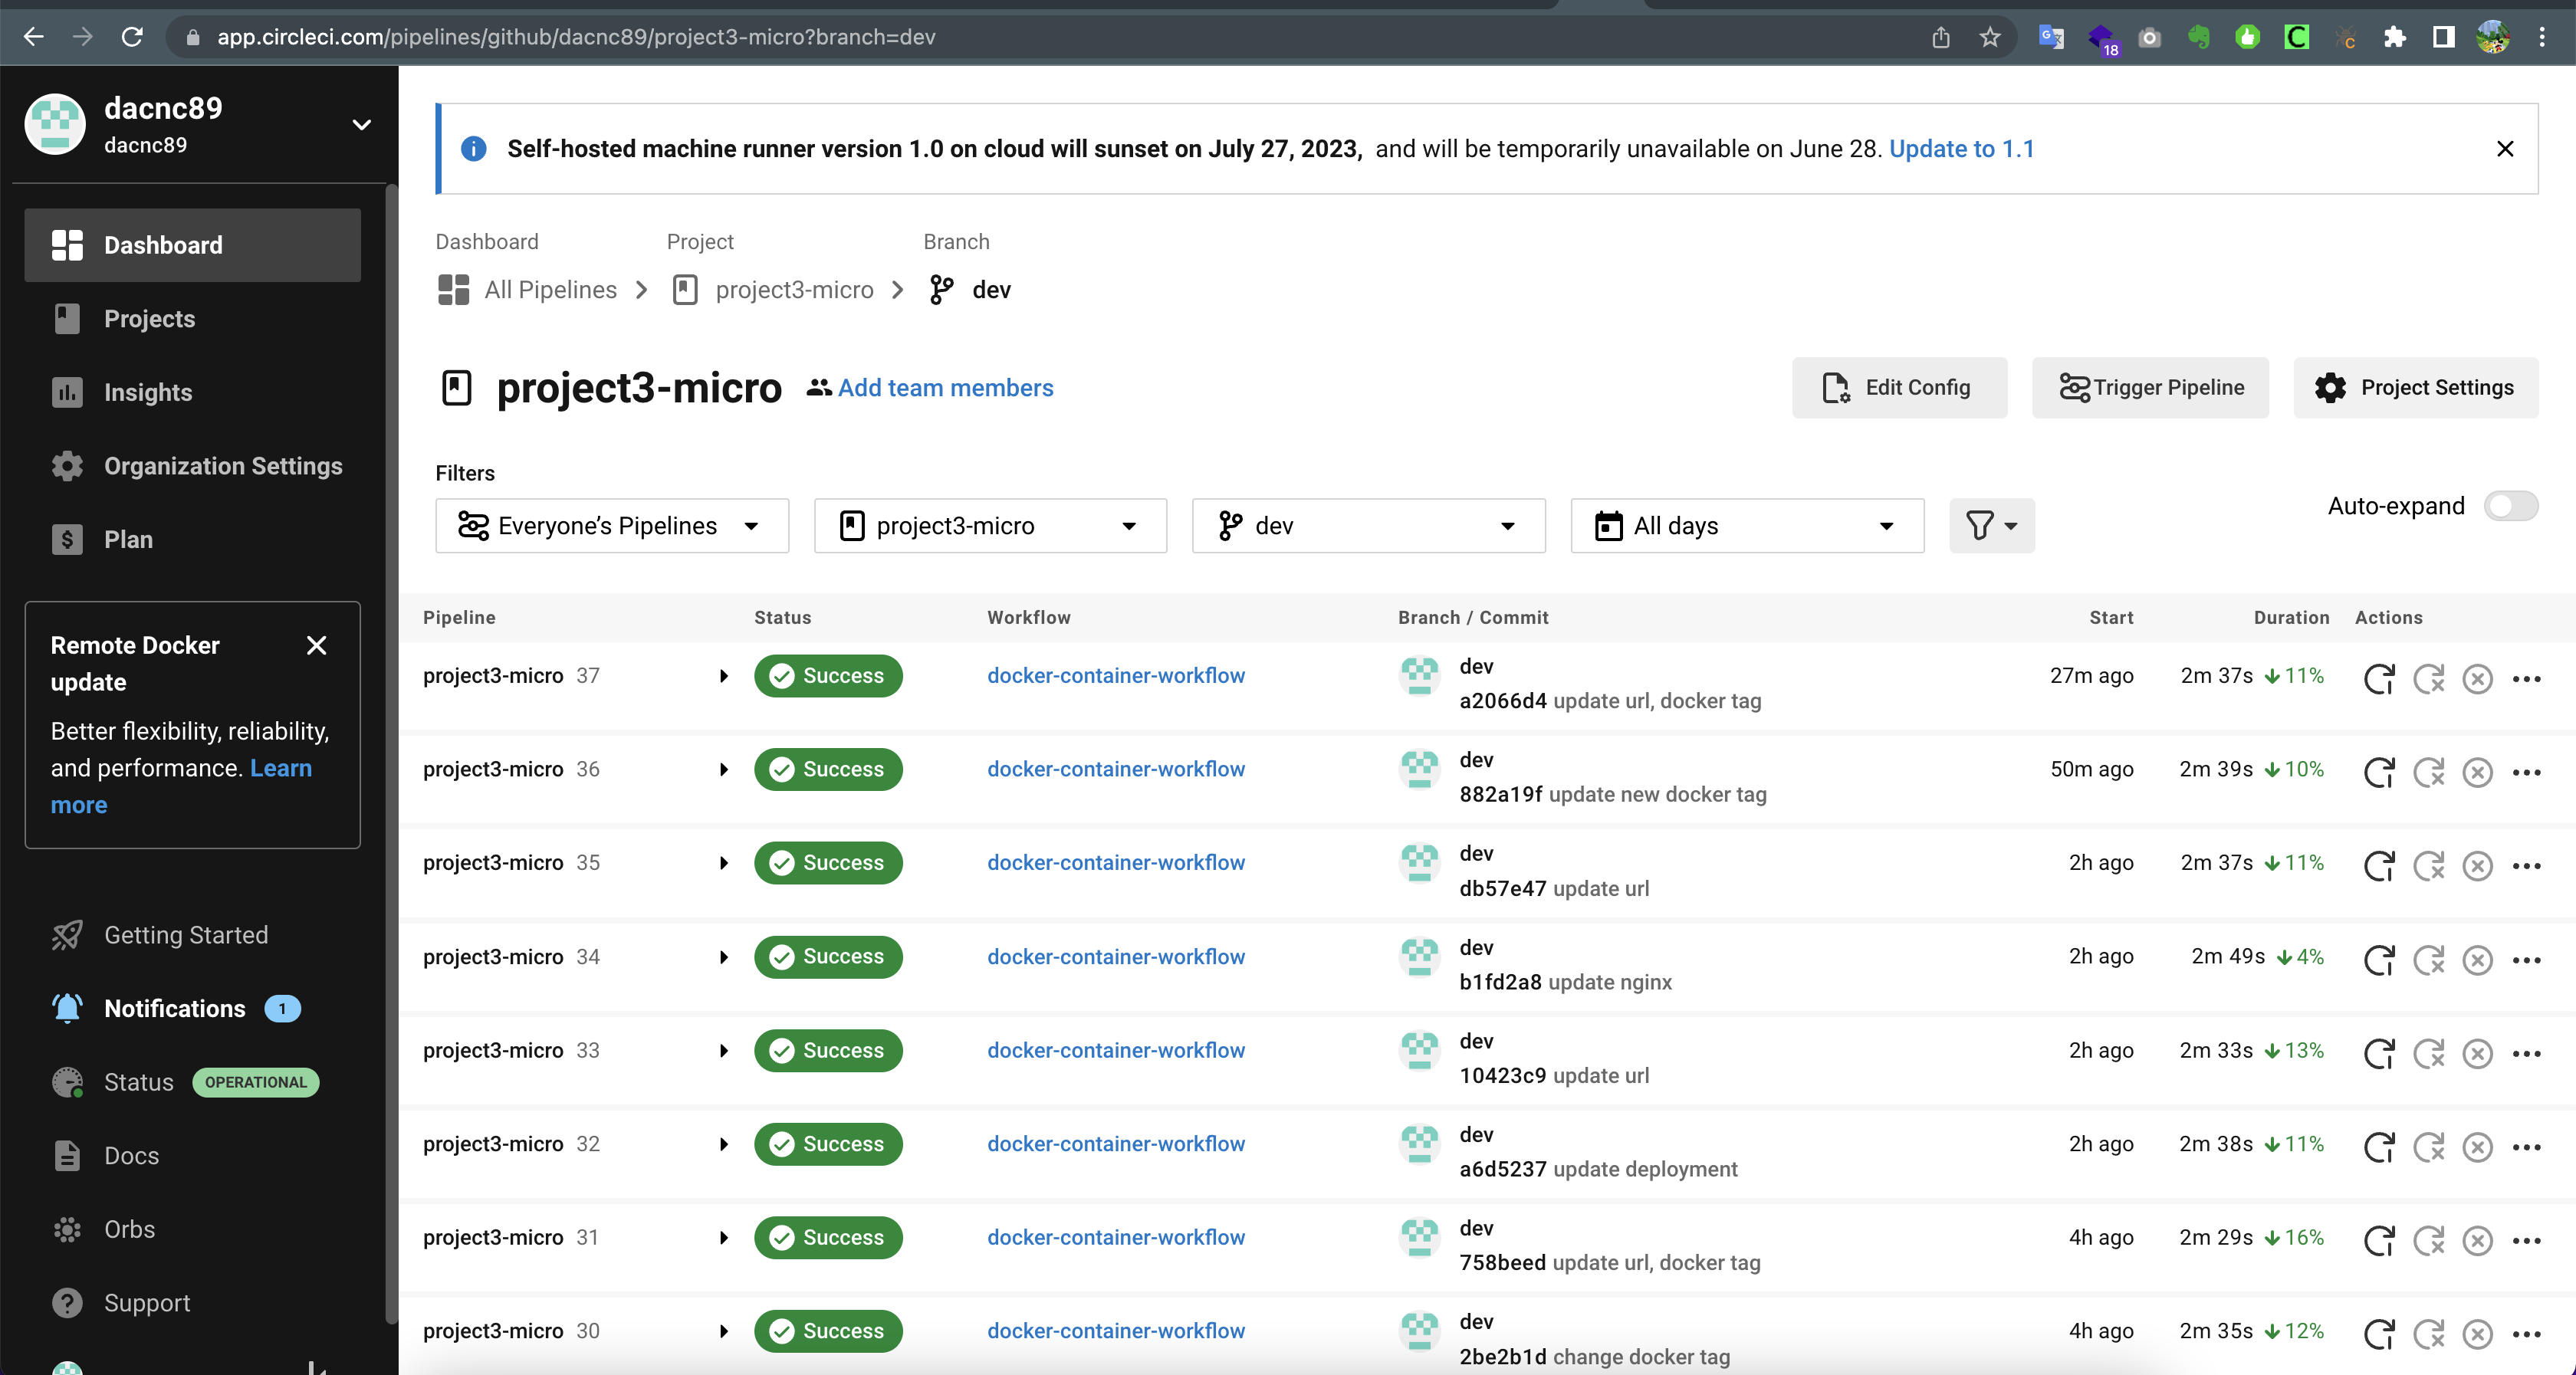 app.circleci.com/pipelines/github/dacnc89/project3-micro?branch=dev
18
dacnc89
dacnc89
Dashboard
Projects
Insights
Organization Settings
Plan
Remote Docker
update
Better flexibility, reliability,
and performance. Learn
more
Getting Started
Notifications 1
Status OPERATIONAL
Docs
Orbs
Support
Self-hosted machine runner version 1.0 on cloud will sunset on July 27, 2023, and will be temporarily unavailable on June 28. Update to 1.1
Dashboard Project Branch
All Pipelines project3-micro dev
project3-micro Add team members
Edit Config Trigger Pipeline Project Settings
Filters
Everyone’s Pipelines project3-micro dev All days
Auto-expand
Pipeline Status Workflow Branch / Commit Start Duration Actions
project3-micro 37 Success docker-container-workflow dev 27m ago 2m 37s 11%
a2066d4 update url, docker tag
project3-micro 36 Success docker-container-workflow dev 50m ago 2m 39s 10%
882a19f update new docker tag
project3-micro 35 Success docker-container-workflow dev 2h ago 2m 37s 11%
db57e47 update url
project3-micro 34 Success docker-container-workflow dev 2h ago 2m 49s 4%
b1fd2a8 update nginx
project3-micro 33 Success docker-container-workflow dev 2h ago 2m 33s 13%
10423c9 update url
project3-micro 32 Success docker-container-workflow dev 2h ago 2m 38s 11%
a6d5237 update deployment
project3-micro 31 Success docker-container-workflow dev 4h ago 2m 29s 16%
758beed update url, docker tag
project3-micro 30 Success docker-container-workflow dev 4h ago 2m 35s 12%
2be2b1d change docker tag